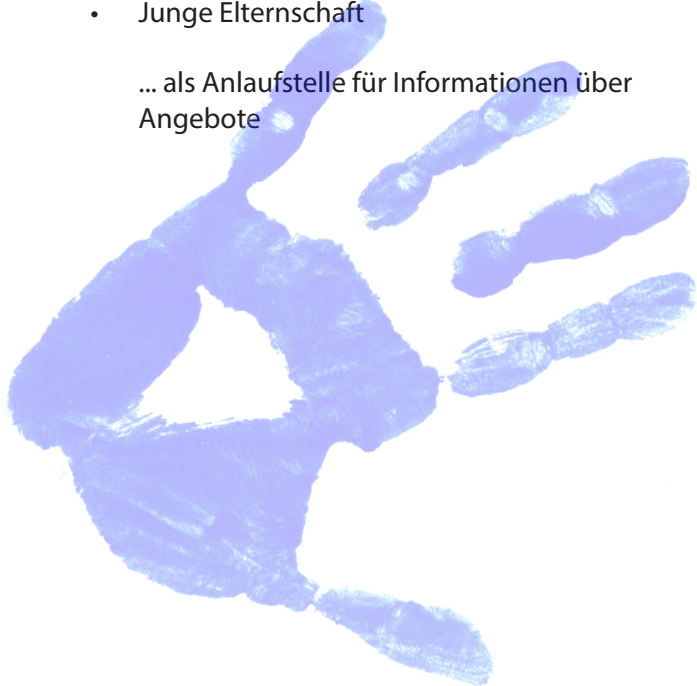 • Junge Elternschaft
... als Anlaufstelle für Informationen über
Angebote